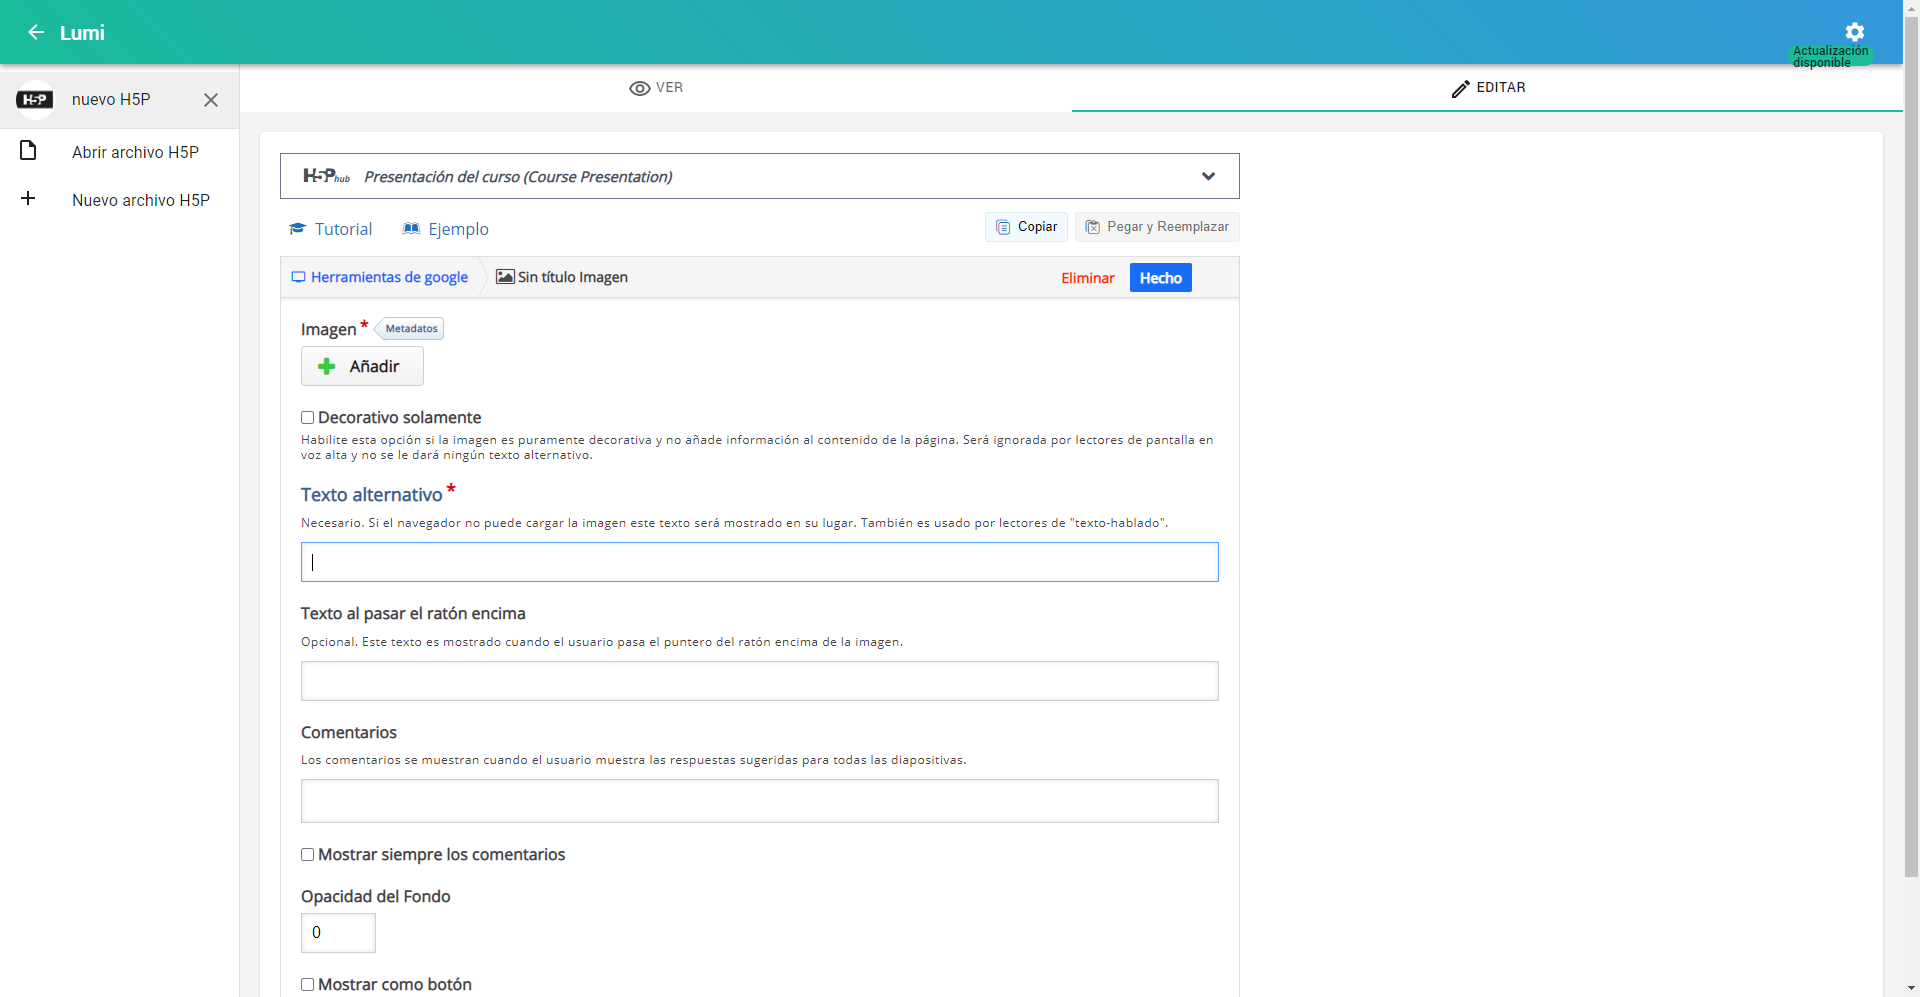 Lumi
Actualización
disponible
H5P nuevo H5P
VER
EDITAR
Abrir archivo H5P
Nuevo archivo H5P
H5P hub Presentación del curso (Course Presentation)
Tutorial Ejemplo
Copiar Pegar y Reemplazar
Herramientas de google Sin título Imagen Eliminar Hecho
Imagen * Metadatos
Añadir
Decorativo solamente
Habilite esta opción si la imagen es puramente decorativa y no añade información al contenido de la página. Será ignorada por lectores de pantalla en
voz alta y no se le dará ningún texto alternativo.
Texto alternativo *
Necesario. Si el navegador no puede cargar la imagen este texto será mostrado en su lugar. También es usado por lectores de "texto-hablado".
Texto al pasar el ratón encima
Opcional. Este texto es mostrado cuando el usuario pasa el puntero del ratón encima de la imagen.
Comentarios
Los comentarios se muestran cuando el usuario muestra las respuestas sugeridas para todas las diapositivas.
Mostrar siempre los comentarios
Opacidad del Fondo
0
Mostrar como botón